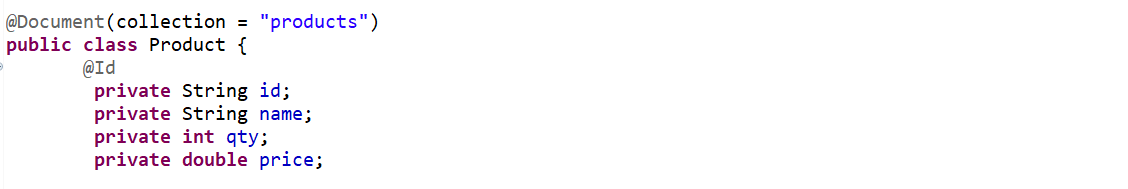 @Document(collection = "products")
public class Product {
@Id
private String id;
private String name;
private int qty;
private double price;